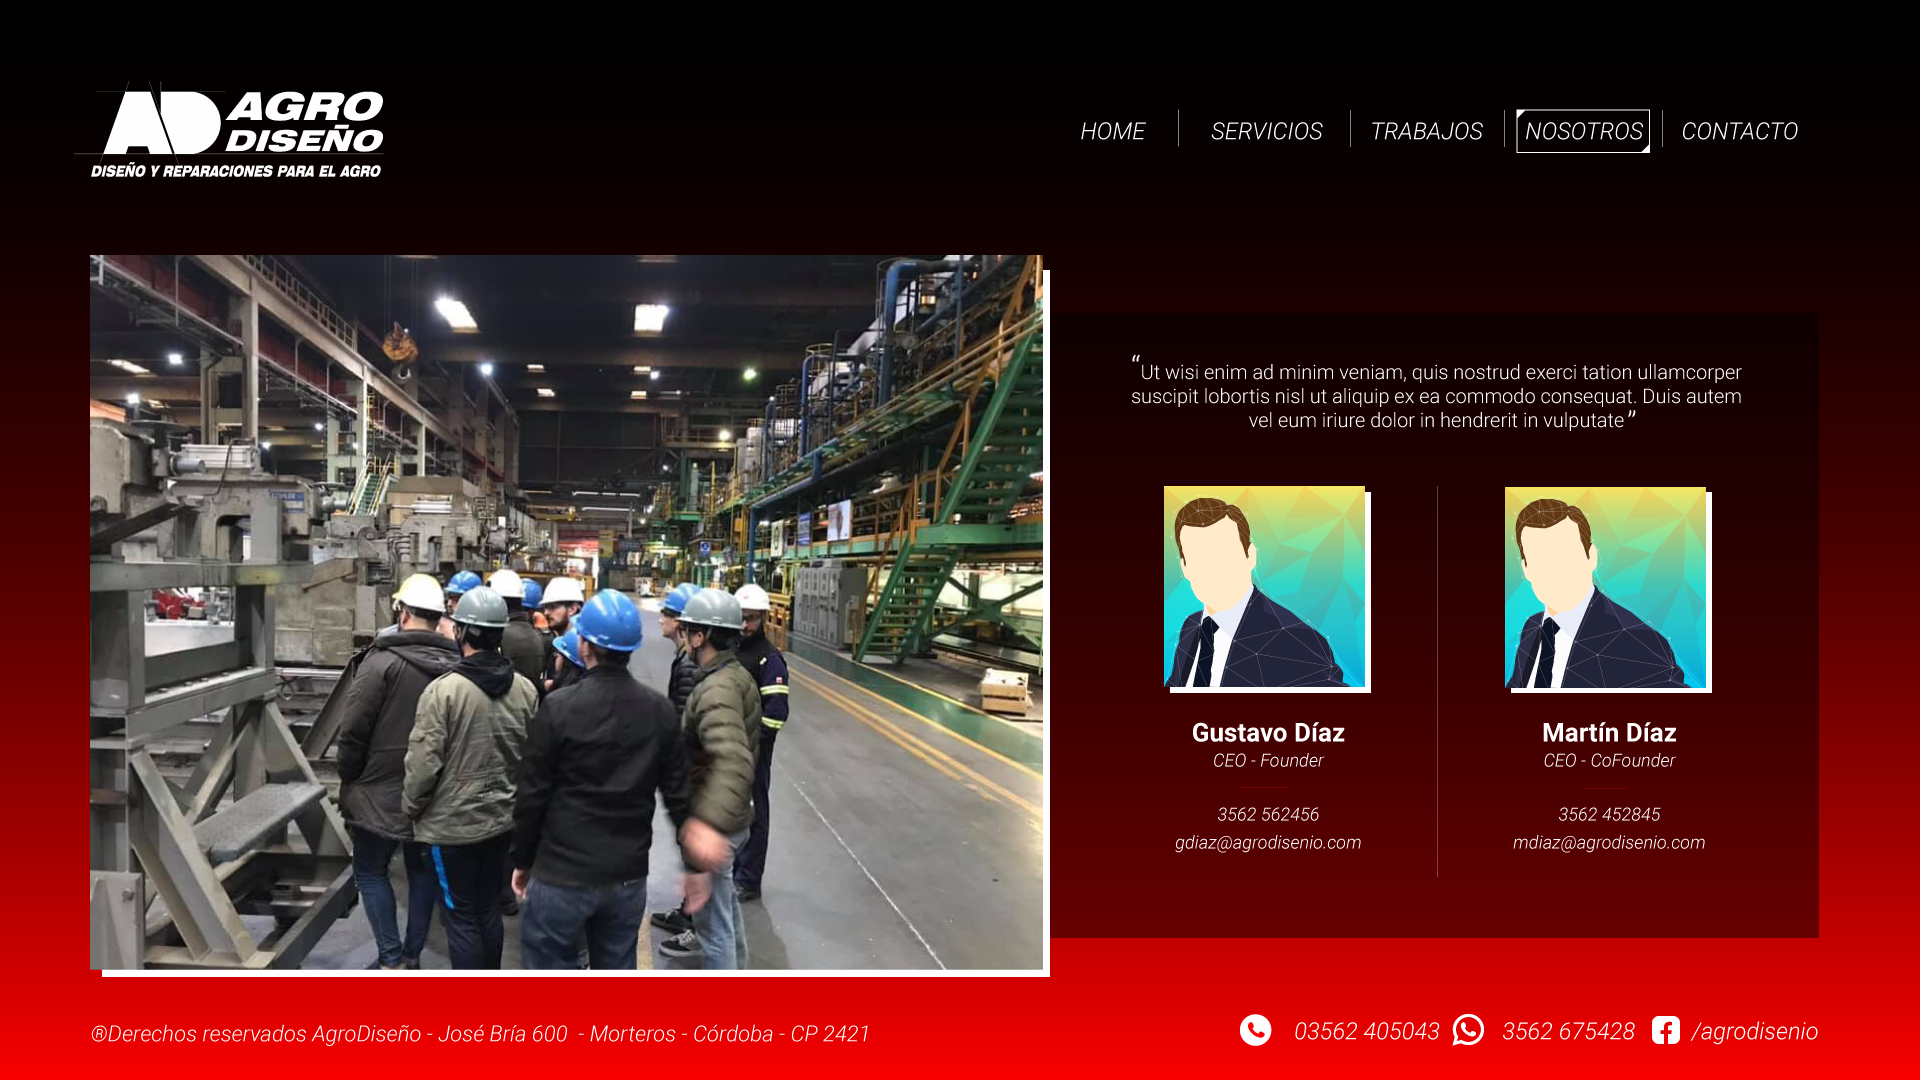 AD AGRO
DISEÑO
DISEÑO Y REPARACIONES PARA EL AGRO
HOME SERVICIOS TRABAJOS NOSOTROS CONTACTO
“Ut wisi enim ad minim veniam, quis nostrud exerci tation ullamcorper
suscipit lobortis nisl ut aliquip ex ea commodo consequat. Duis autem
vel eum iriure dolor in hendrerit in vulputate”
Gustavo Díaz
CEO - Founder
3562 562456
gdiaz@agrodisenio.com
Martín Díaz
CEO - CoFounder
3562 452845
mdiaz@agrodisenio.com
®Derechos reservados AgroDiseño - José Bría 600  - Morteros - Córdoba - CP 2421
03562 405043 3562 675428 /agrodisenio